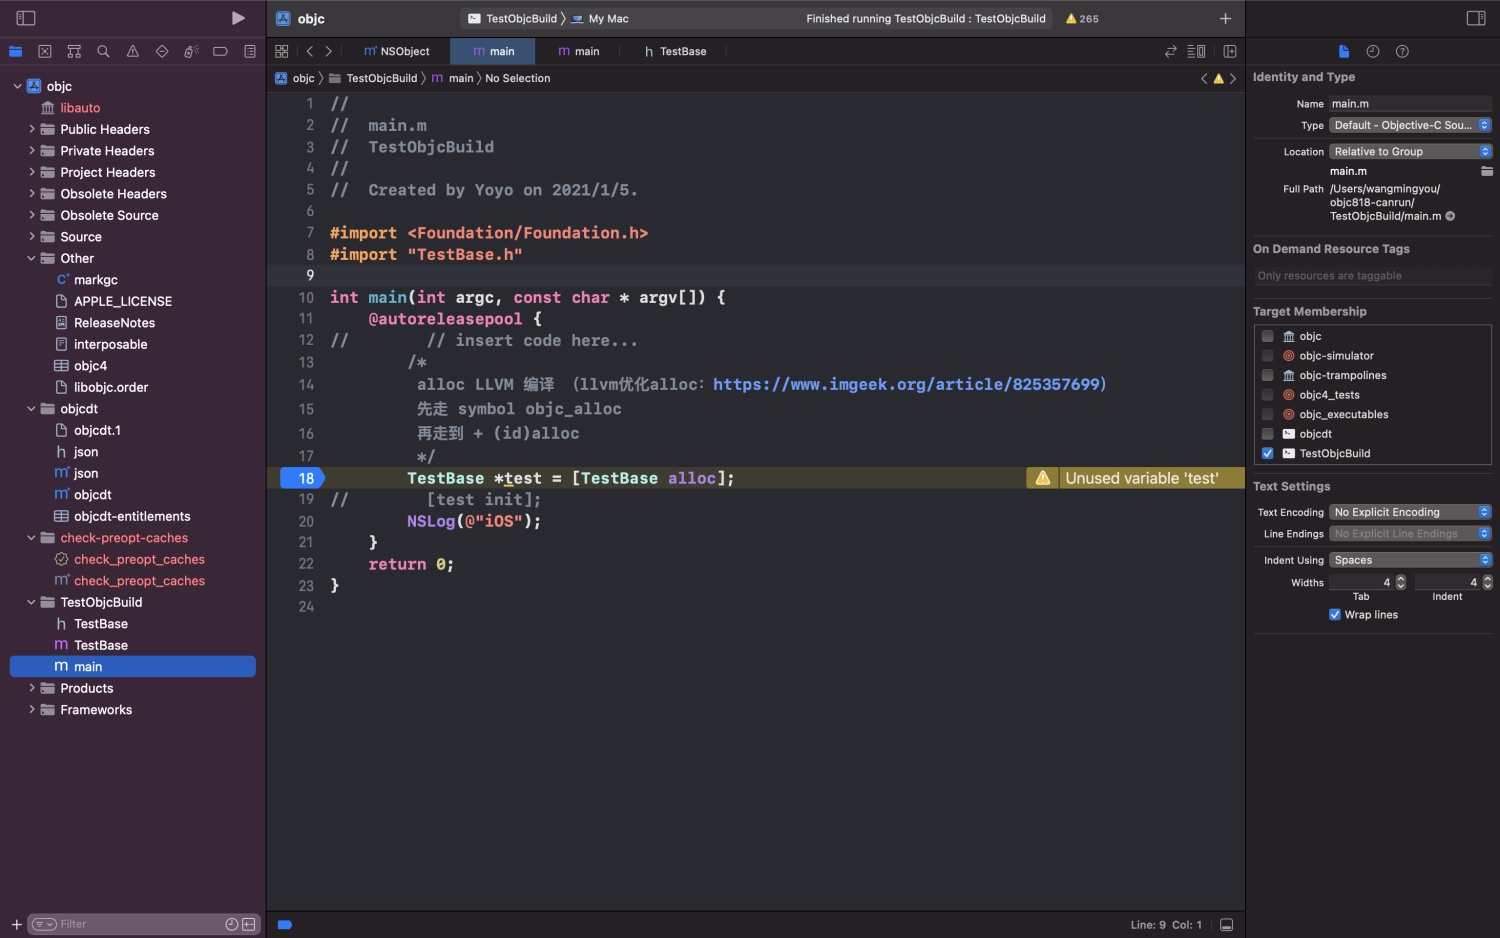 objc
TestObjcBuild
My Mac
Finished running TestObjcBuild : TestObjcBuild
265
NSObject
main
main
TestBase
objc
TestObjcBuild
main
No Selection
objc
libauto
Public Headers
Private Headers
Project Headers
Obsolete Headers
Obsolete Source
Source
Other
markgc
APPLE_LICENSE
ReleaseNotes
interposable
objc4
libobjc.order
objcdt
objcdt.1
json
json
objcdt
objcdt-entitlements
check-preopt-caches
check_preopt_caches
check_preopt_caches
TestObjcBuild
TestBase
TestBase
main
Products
Frameworks
Filter
1 //
2 //  main.m
3 //  TestObjcBuild
4 //
5 //  Created by Yoyo on 2021/1/5.
6
7 #import <Foundation/Foundation.h>
8 #import "TestBase.h"
9
10 int main(int argc, const char * argv[]) {
11     @autoreleasepool {
12 //        // insert code here...
13         /*
14          alloc LLVM 编译 （llvm优化alloc：https://www.imgeek.org/article/825357699）
15          先走 symbol objc_alloc
16          再走到 + (id)alloc
17          */
18         TestBase *test = [TestBase alloc];
Unused variable 'test'
19 //        [test init];
20         NSLog(@"iOS");
21     }
22     return 0;
23 }
24
Line: 9  Col: 1
Identity and Type
Name main.m
Type Default - Objective-C Sou...
Location Relative to Group
main.m
Full Path /Users/wangmingyou/
objc818-canrun/
TestObjcBuild/main.m
On Demand Resource Tags
Only resources are taggable
Target Membership
objc
objc-simulator
objc-trampolines
objc4_tests
objc_executables
objcdt
TestObjcBuild
Text Settings
Text Encoding No Explicit Encoding
Line Endings No Explicit Line Endings
Indent Using Spaces
Widths 4 4
Tab Indent
Wrap lines